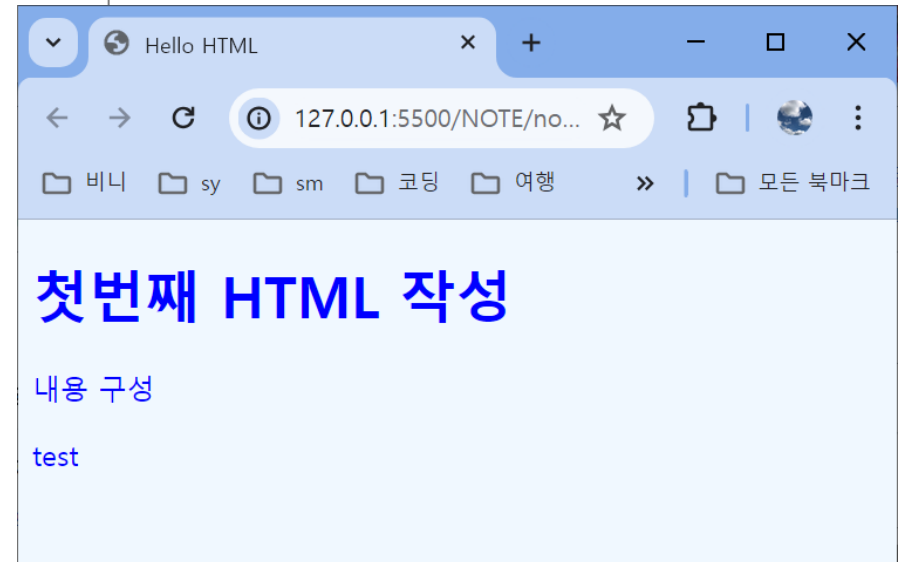 Hello HTML
127.0.0.1:5500/NOTE/no...
비니 sy sm 코딩 여행 » 모든 북마크
첫번째 HTML 작성
내용 구성
test